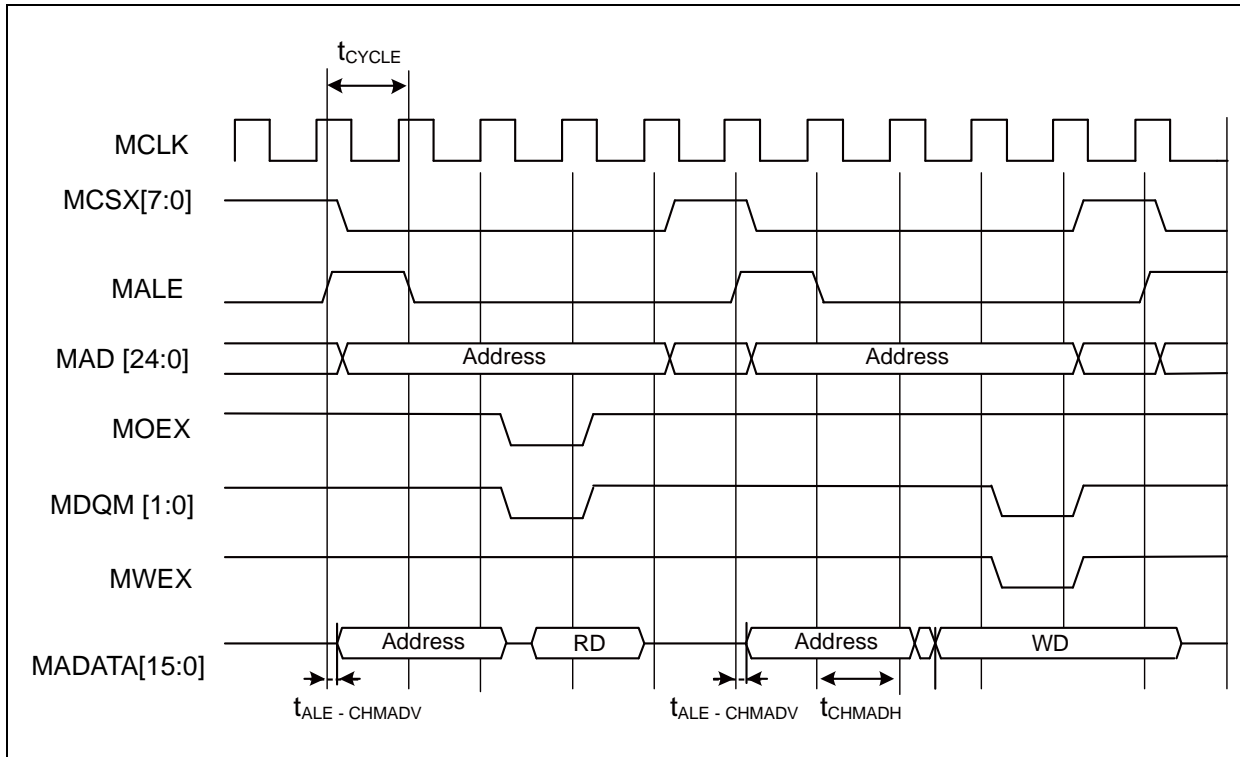 tCYCLE
MCLK
MCSX[7:0]
MALE
MAD [24:0]
Address
Address
MOEX
MDQM [1:0]
MWEX
MADATA[15:0]
Address
RD
Address
WD
tALE - CHMADV
tALE - CHMADV
tCHMADH